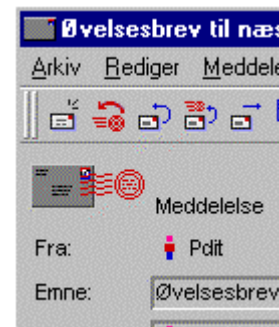 Øvelsesbrev til næs
Arkiv Rediger Meddele
Meddelelse
Fra: Pdit
Emne: Øvelsesbrev